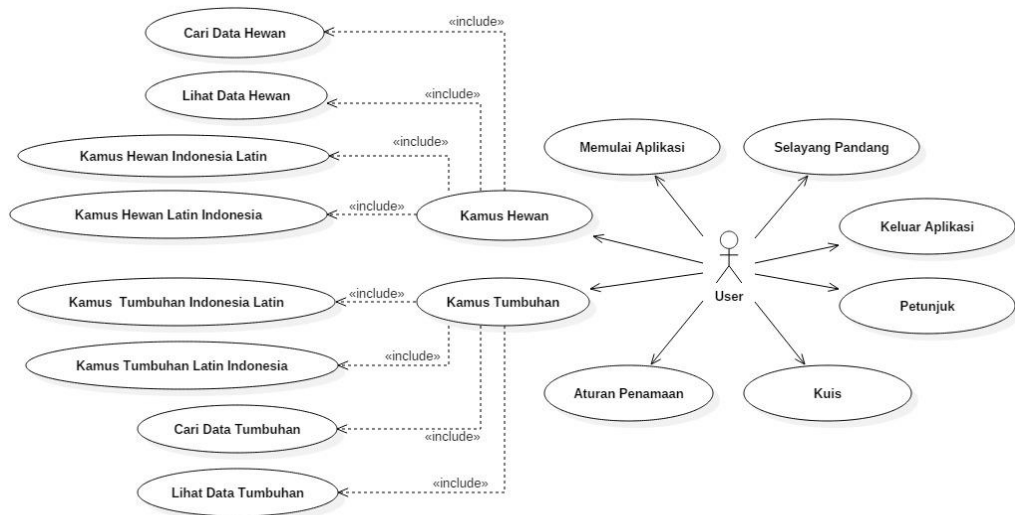 «include»
Cari Data Hewan
«include»
Lihat Data Hewan
«include»
Kamus Hewan Indonesia Latin
«include»
Kamus Hewan Latin Indonesia
Kamus Hewan
Memulai Aplikasi
Selayang Pandang
Keluar Aplikasi
User
Petunjuk
Aturan Penamaan
Kuis
«include»
Kamus  Tumbuhan Indonesia Latin
Kamus Tumbuhan
«include»
Kamus Tumbuhan Latin Indonesia
Cari Data Tumbuhan
«include»
«include»
Lihat Data Tumbuhan